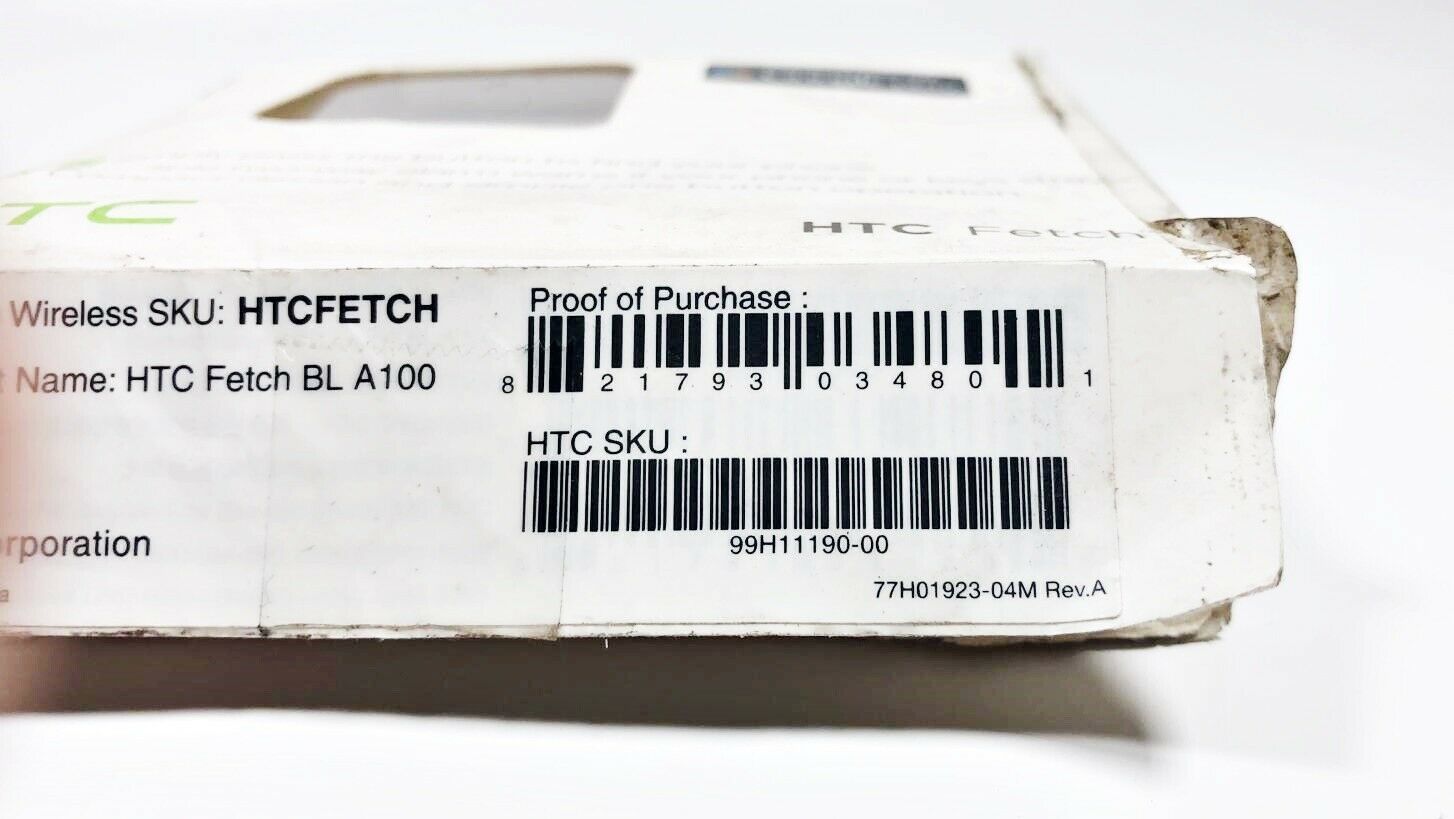 TC
HTC Fetch
Wireless SKU: HTCFETCH
Name: HTC Fetch BL A100
rporation
Proof of Purchase :
8 21793 03480 1
HTC SKU :
99H11190-00
77H01923-04M Rev.A